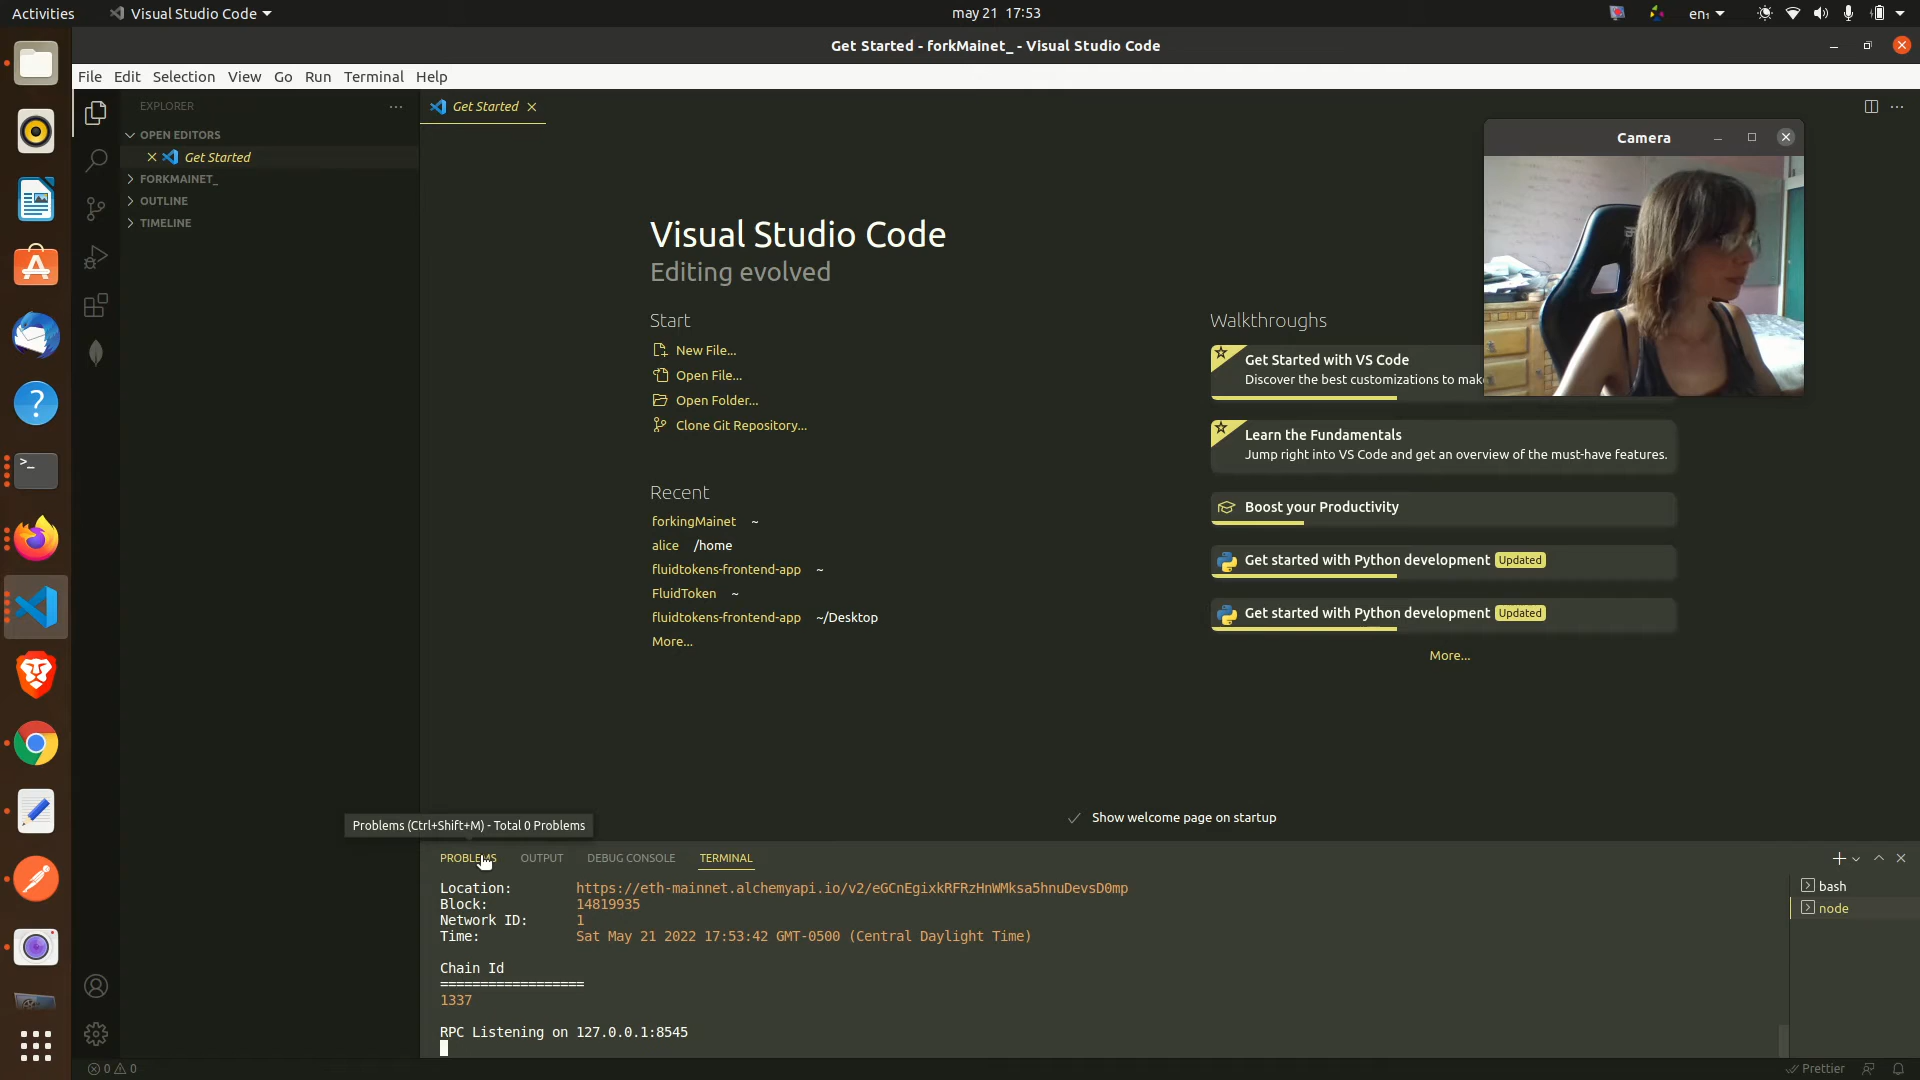 Activities
Visual Studio Code
may 21 17:53
en₁
Get Started - forkMainet_ - Visual Studio Code
File Edit Selection View Go Run Terminal Help
EXPLORER
OPEN EDITORS
Get Started
FORKMAINET_
OUTLINE
TIMELINE
Get Started
Camera
Visual Studio Code
Editing evolved
Start
New File...
Open File...
Open Folder...
Clone Git Repository...
Recent
forkingMainet ~
alice /home
fluidtokens-frontend-app ~
FluidToken ~
fluidtokens-frontend-app ~/Desktop
More...
Walkthroughs
Get Started with VS Code
Discover the best customizations to make
Learn the Fundamentals
Jump right into VS Code and get an overview of the must-have features.
Boost your Productivity
Get started with Python development Updated
Get started with Python development Updated
More...
Show welcome page on startup
Problems (Ctrl+Shift+M) - Total 0 Problems
PROBLEMS OUTPUT DEBUG CONSOLE TERMINAL
Location: https://eth-mainnet.alchemyapi.io/v2/eGCnEgixkRFRzHnWMksa5hnuDevsD0mp
Block: 14819935
Network ID: 1
Time: Sat May 21 2022 17:53:42 GMT-0500 (Central Daylight Time)
Chain Id
==================
1337
RPC Listening on 127.0.0.1:8545
bash
node
0 0
Prettier